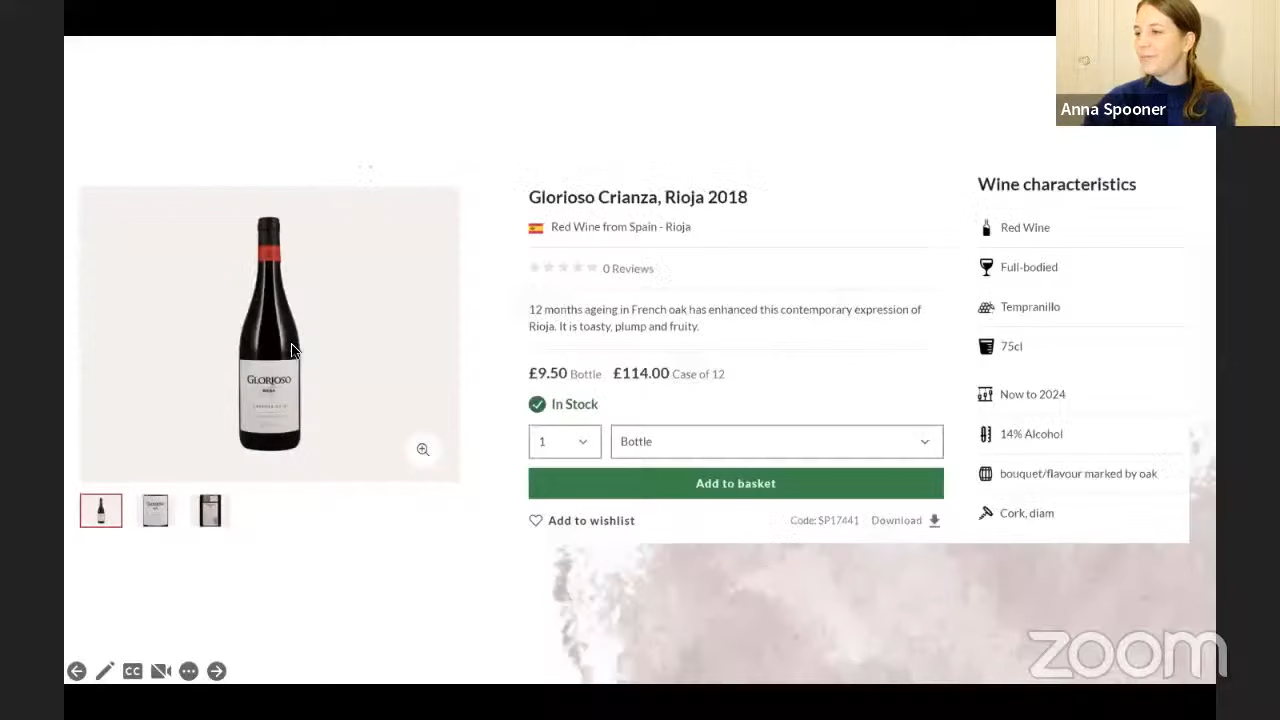 Anna Spooner
Glorioso Crianza, Rioja 2018
Red Wine from Spain - Rioja
0 Reviews
12 months ageing in French oak has enhanced this contemporary expression of
Rioja. It is toasty, plump and fruity.
£9.50 Bottle £114.00 Case of 12
In Stock
1
Bottle
Add to basket
Add to wishlist
Code: SP17441 Download
Wine characteristics
Red Wine
Full-bodied
Tempranillo
75cl
Now to 2024
14% Alcohol
bouquet/flavour marked by oak
Cork, diam
GLORIOSO
RIOJA
CC
zoom